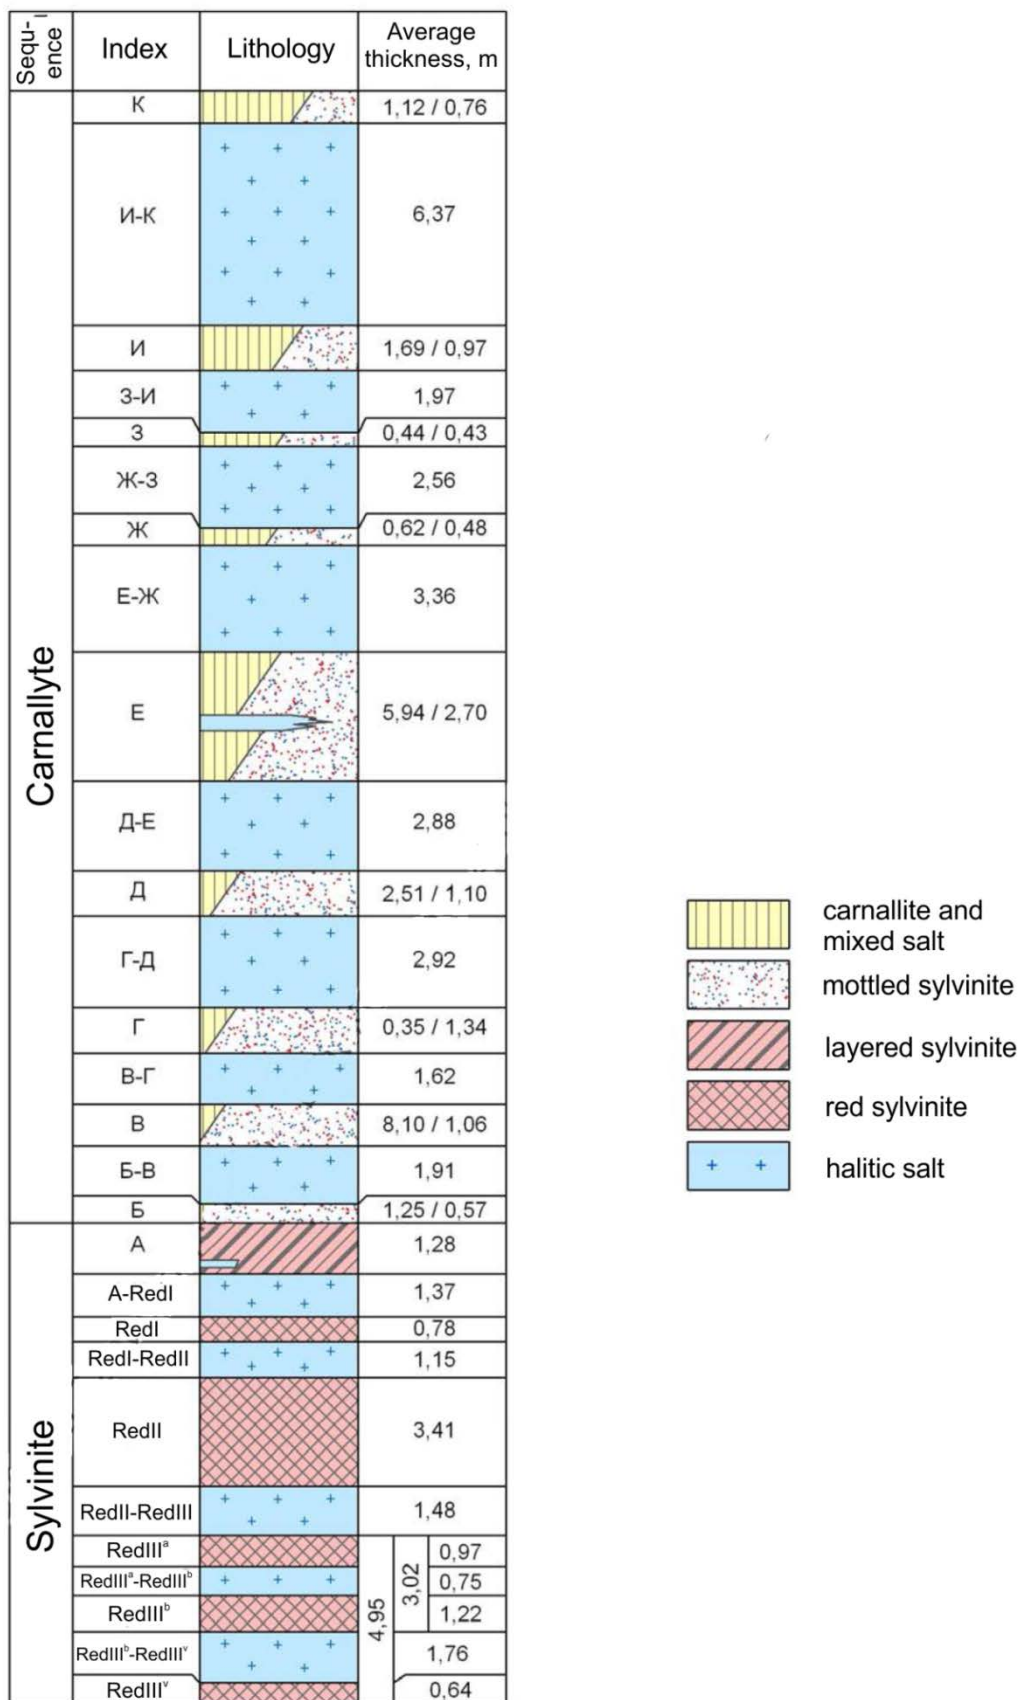 Sequ-
ence
Index
Lithology
Average
thickness, m
Carnallyte
К
1,12 / 0,76
И-К
6,37
И
1,69 / 0,97
З-И
1,97
З
0,44 / 0,43
Ж-З
2,56
Ж
0,62 / 0,48
Е-Ж
3,36
Е
5,94 / 2,70
Д-Е
2,88
Д
2,51 / 1,10
Г-Д
2,92
Г
0,35 / 1,34
В-Г
1,62
В
8,10 / 1,06
Б-В
1,91
Б
1,25 / 0,57
Sylvinite
А
1,28
A-RedI
1,37
RedI
0,78
RedI-RedII
1,15
RedII
3,41
RedII-RedIII
1,48
RedIIIᵃ
0,97
RedIIIᵃ-RedIIIᵇ
0,75
RedIIIᵇ
1,22
3,02
4,95
RedIIIᵇ-RedIIIᵛ
1,76
RedIIIᵛ
0,64
carnallite and
mixed salt
mottled sylvinite
layered sylvinite
red sylvinite
halitic salt